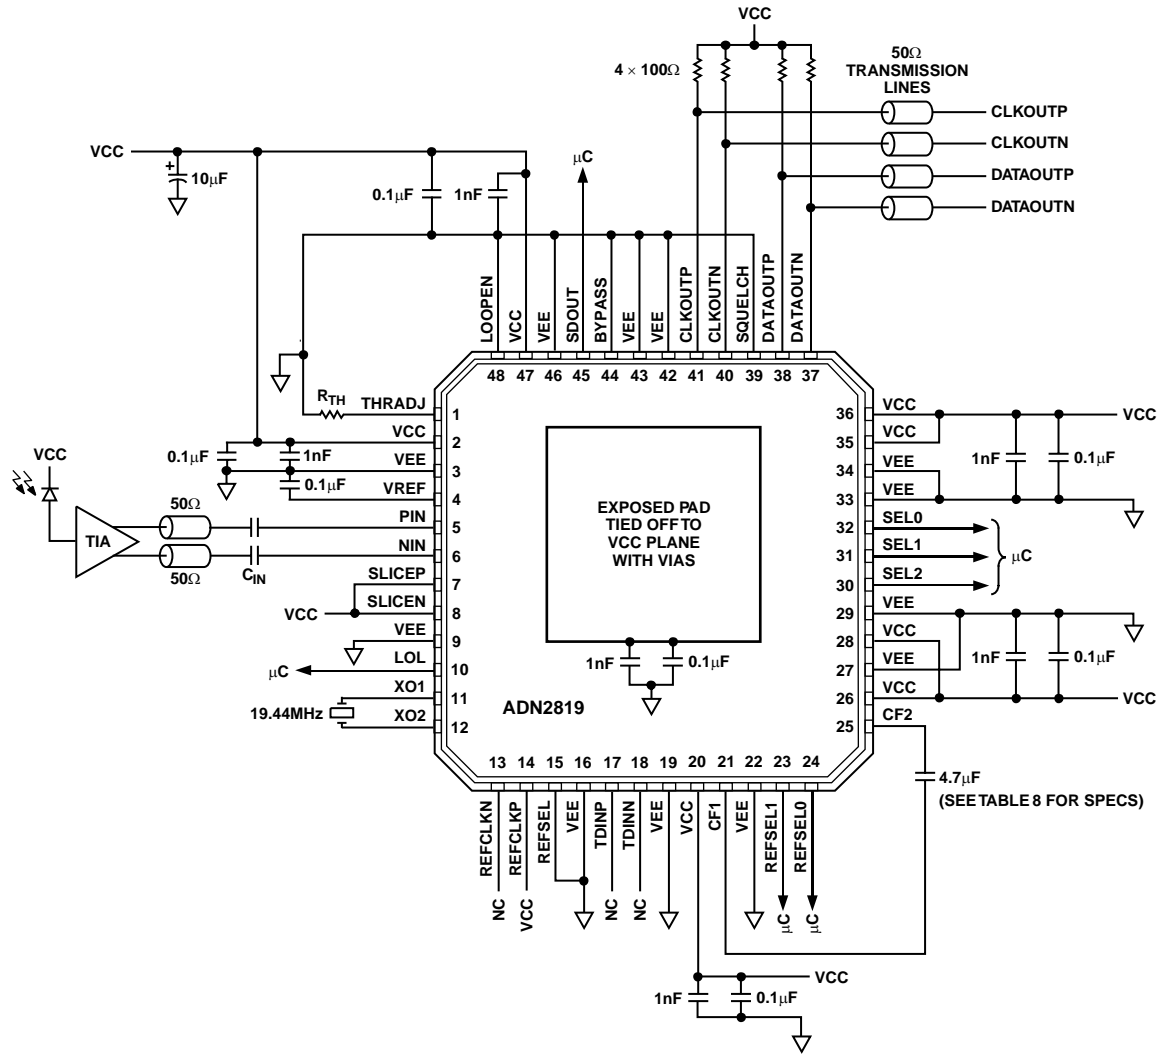 VCC
4 × 100Ω
50Ω
TRANSMISSION
LINES
CLKOUTP
CLKOUTN
DATAOUTP
DATAOUTN
VCC
+
10μF
0.1μF
1nF
μC
LOOPEN
VCC
VEE
SDOUT
BYPASS
VEE
VEE
CLKOUTP
CLKOUTN
SQUELCH
DATAOUTP
DATAOUTN
48
47
46
45
44
43
42
41
40
39
38
37
RTH
THRADJ
1
VCC
2
0.1μF
1nF
VEE
3
0.1μF
VREF
4
VCC
TIA
50Ω
PIN
5
NIN
6
50Ω
CIN
SLICEP
7
VCC
SLICEN
8
VEE
9
μC
LOL
10
XO1
11
19.44MHz
XO2
12
EXPOSED PAD
TIED OFF TO
VCC PLANE
WITH VIAS
1nF
0.1μF
ADN2819
36
VCC
VCC
35
VCC
1nF
0.1μF
34
VEE
33
VEE
32
SEL0
31
SEL1
μC
30
SEL2
29
VEE
28
VCC
1nF
0.1μF
27
VEE
26
VCC
VCC
25
CF2
4.7μF
(SEE TABLE 8 FOR SPECS)
13
14
15
16
17
18
19
20
21
22
23
24
REFCLKN
REFCLKP
REFSEL
VEE
TDINP
TDINN
VEE
VCC
CF1
VEE
REFSEL1
REFSEL0
NC
VCC
NC
NC
μC
μC
VCC
1nF
0.1μF